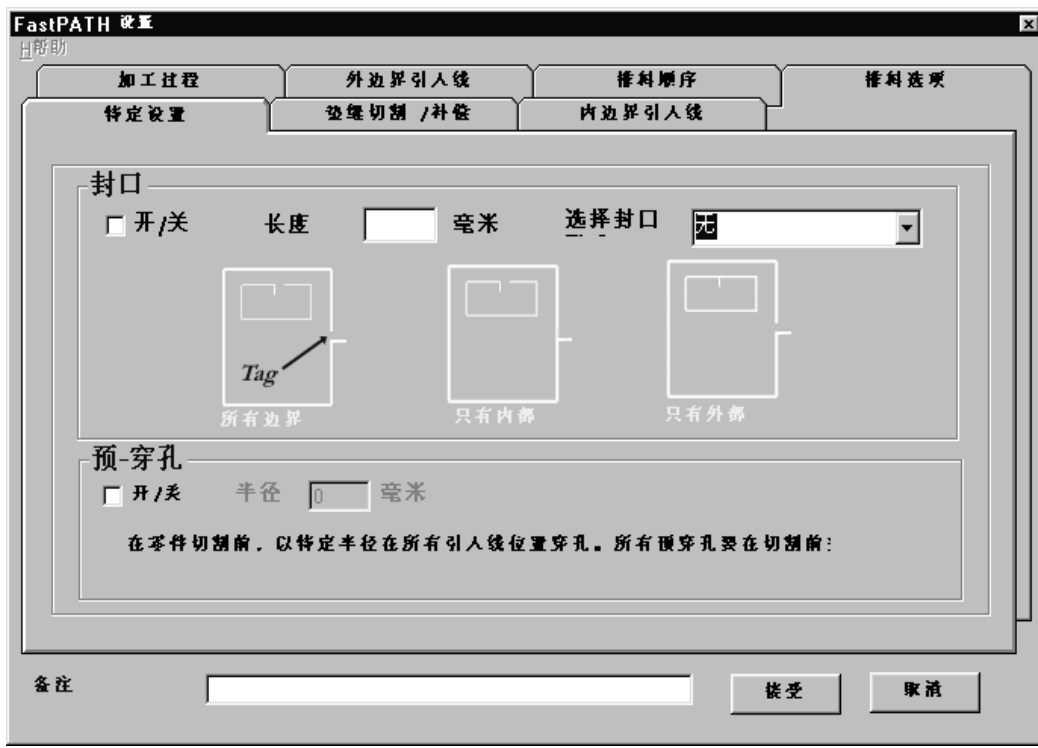 FastPATH 设置
H帮助
加工过程 外边界引入线 排料顺序 排料选项
特定设置 垫缝切割 /补偿 内边界引入线
封口
开/关 长度 毫米 选择封口 无
Tag
所有边界 只有内部 只有外部
预-穿孔
开/关 半径 0 毫米
在零件切割前，以特定半径在所有引入线位置穿孔。所有预穿孔要在切割前:
备注 接受 取消